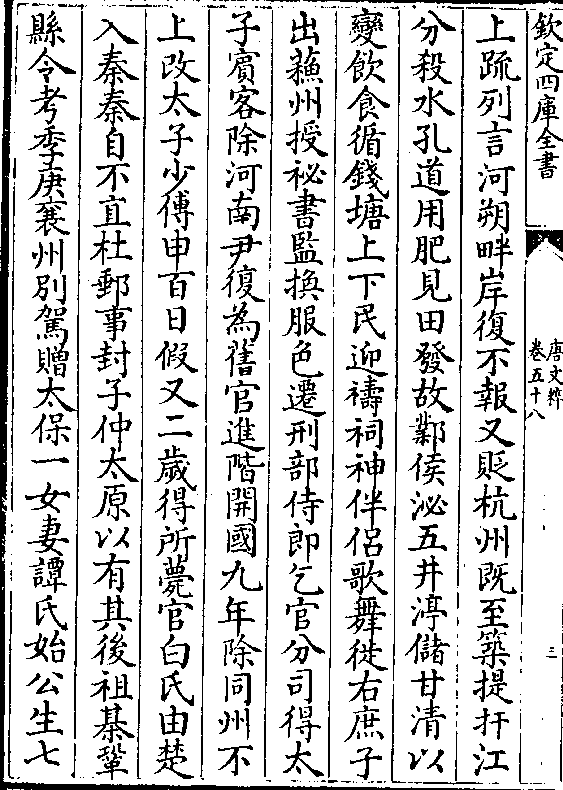 欽定四庫全書
唐文粹
卷五十八
三
上䟽列言河朔畔岸復不報又貶杭州既至築提扞江
分殺水孔道用肥見田發故鄴侯泌五井渟儲甘清以
變飲食循錢塘上下民迎禱祠神伴侣歌舞徙右庶子
出蘓州授祕書監換服色遷刑部侍郎乞官分司得太
子賔客除河南尹復為舊官進階開國九年除同州不
上改太子少傅申百日假又二歲得所薨官白氏由楚
入秦秦自不直杜郵事封子仲太原以有其後祖棊鞏
縣令考季庚襄州別駕贈太保一女妻譚氏始公生七